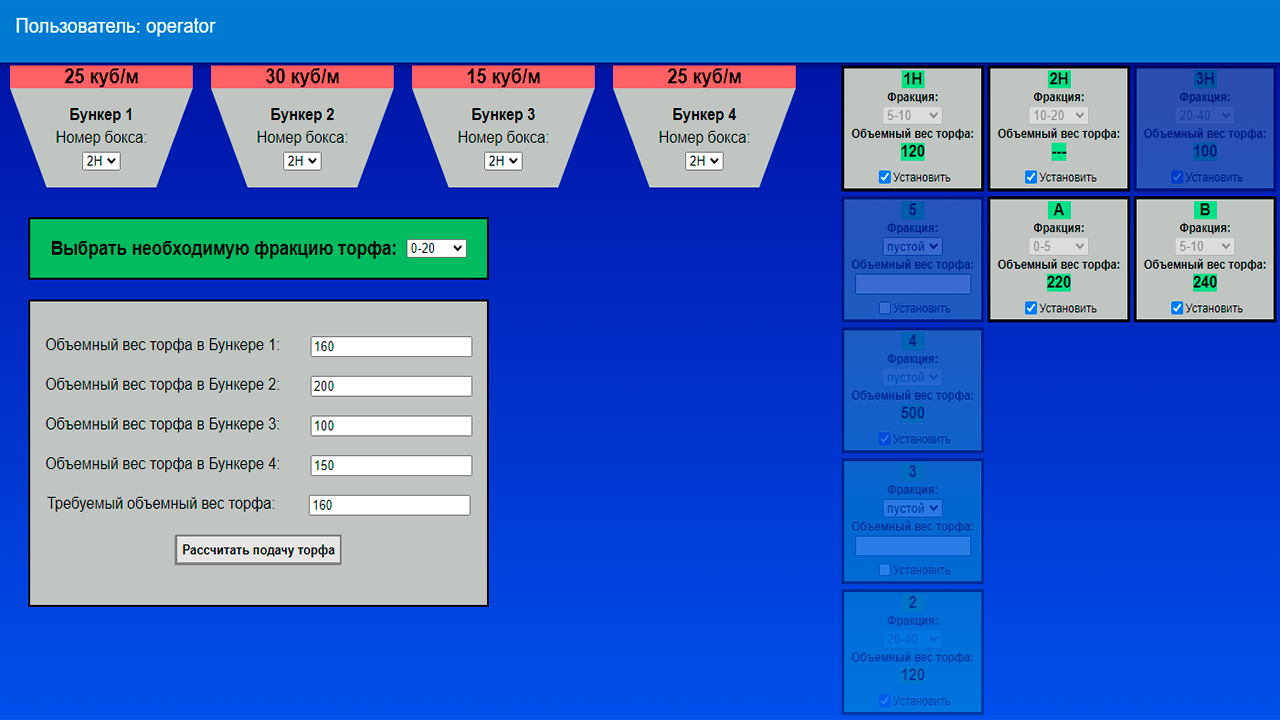 Пользователь: operator
25 куб/м
30 куб/м
15 куб/м
25 куб/м
Бункер 1
Бункер 2
Бункер 3
Бункер 4
Номер бокса:
Номер бокса:
Номер бокса:
Номер бокса:
2Н
2Н
2Н
2Н
Выбрать необходимую фракцию торфа: 0-20
Объемный вес торфа в Бункере 1: 160
Объемный вес торфа в Бункере 2: 200
Объемный вес торфа в Бункере 3: 100
Объемный вес торфа в Бункере 4: 150
Требуемый объемный вес торфа: 160
Рассчитать подачу торфа
1Н
Фракция:
5-10
Объемный вес торфа:
120
Установить
2Н
Фракция:
10-20
Объемный вес торфа:
---
Установить
3Н
Фракция:
20-40
Объемный вес торфа:
100
Установить
5
Фракция:
пустой
Объемный вес торфа:
Установить
А
Фракция:
0-5
Объемный вес торфа:
220
Установить
В
Фракция:
5-10
Объемный вес торфа:
240
Установить
4
Фракция:
пустой
Объемный вес торфа:
500
Установить
3
Фракция:
пустой
Объемный вес торфа:
Установить
2
Фракция:
20-40
Объемный вес торфа:
120
Установить